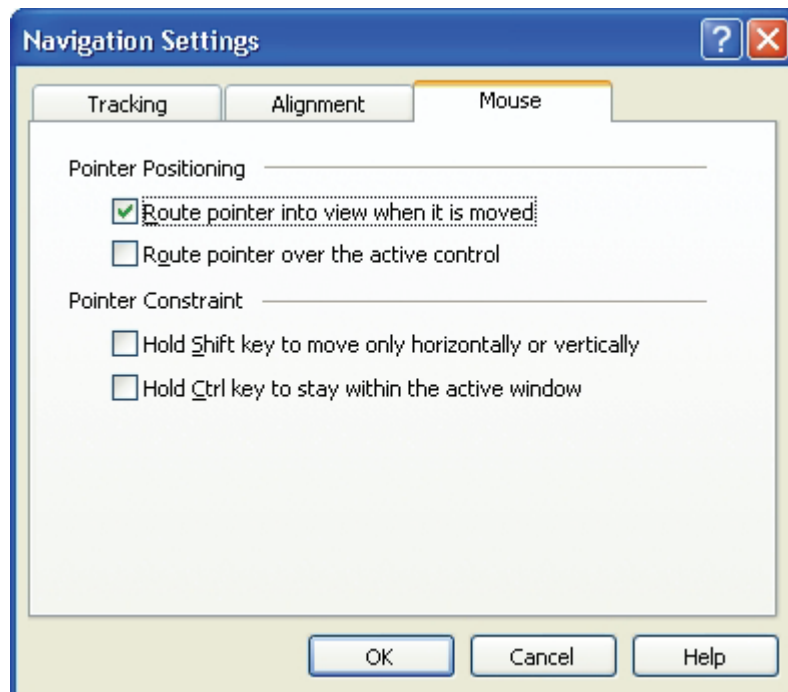 Navigation Settings
Tracking Alignment Mouse
Pointer Positioning
Route pointer into view when it is moved
Route pointer over the active control
Pointer Constraint
Hold Shift key to move only horizontally or vertically
Hold Ctrl key to stay within the active window
OK Cancel Help